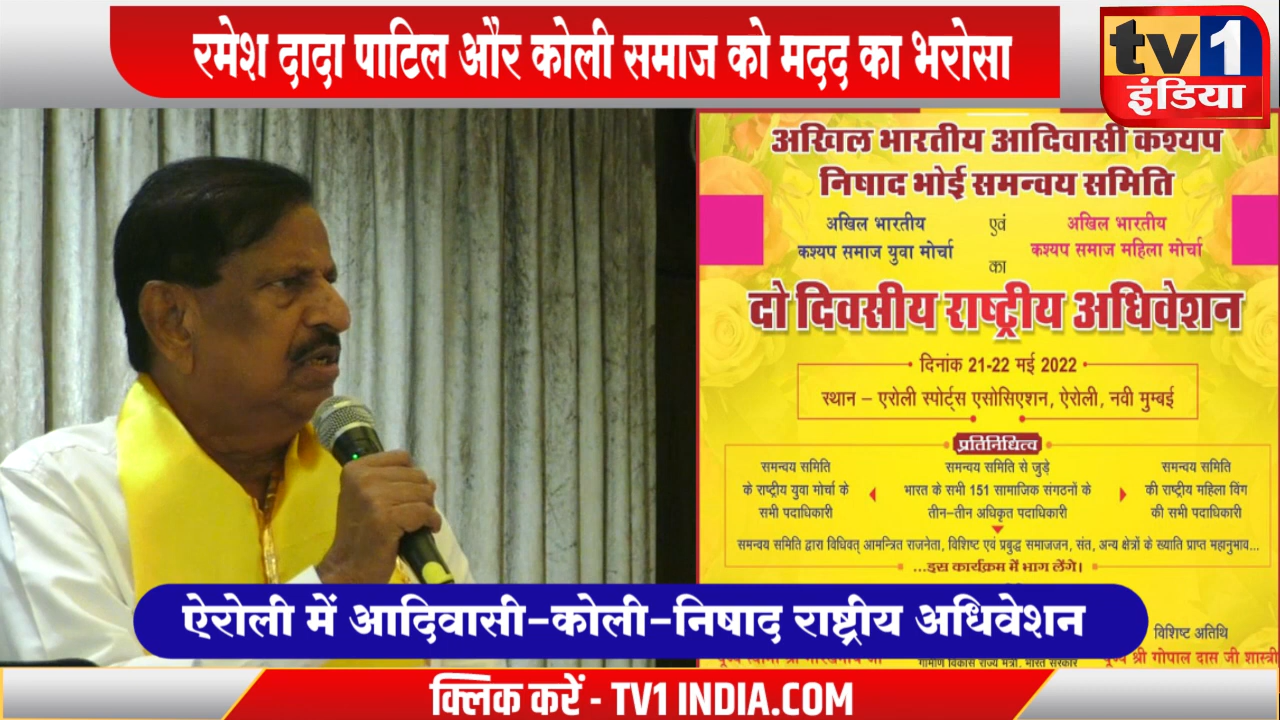 रमेश दादा पाटिल और कोली समाज को मदद का भरोसा
tv1
इंडिया
अखिल भारतीय आदिवासी कश्यप
निषाद भोई समन्वय समिति
अखिल भारतीय
कश्यप समाज युवा मोर्चा
एवं
का
अखिल भारतीय
कश्यप समाज महिला मोर्चा
दो दिवसीय राष्ट्रीय अधिवेशन
दिनांक 21-22 मई 2022
स्थान – एरोली स्पोर्ट्स एसोसिएशन, ऐरोली, नवी मुम्बई
प्रतिनिधित्व
समन्वय समिति
के राष्ट्रीय युवा मोर्चा के
सभी पदाधिकारी
समन्वय समिति से जुड़े
भारत के सभी 151 सामाजिक संगठनों के
तीन–तीन अधिकृत पदाधिकारी
समन्वय समिति
की राष्ट्रीय महिला विंग
की सभी पदाधिकारी
समन्वय समिति द्वारा विधिवत् आमन्त्रित राजनेता, विशिष्ट एवं प्रबुद्ध समाजजन, संत, अन्य क्षेत्रों के ख्याति प्राप्त महानुभाव...
...इस कार्यक्रम में भाग लेंगे।
ऐरोली में आदिवासी-कोली-निषाद राष्ट्रीय अधिवेशन
विशिष्ट अतिथि
ग्रामीण विकास राज्य मंत्री, भारत सरकार
पूज्य श्री गोपाल दास जी शास्त्री
क्लिक करें - TV1 INDIA.COM